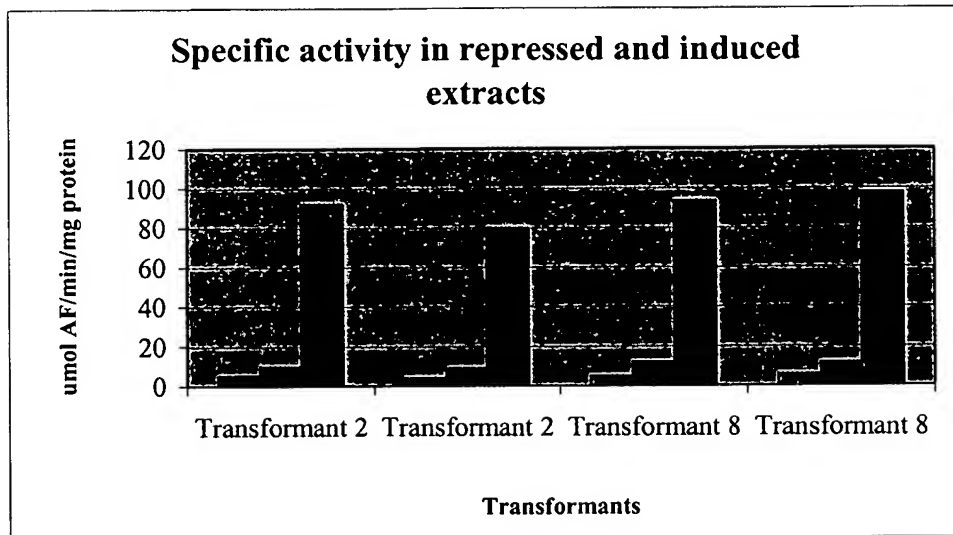 Specific activity in repressed and induced
extracts
umol AF/min/mg protein
120
100
80
60
40
20
0
Transformant 2 Transformant 2 Transformant 8 Transformant 8
Transformants